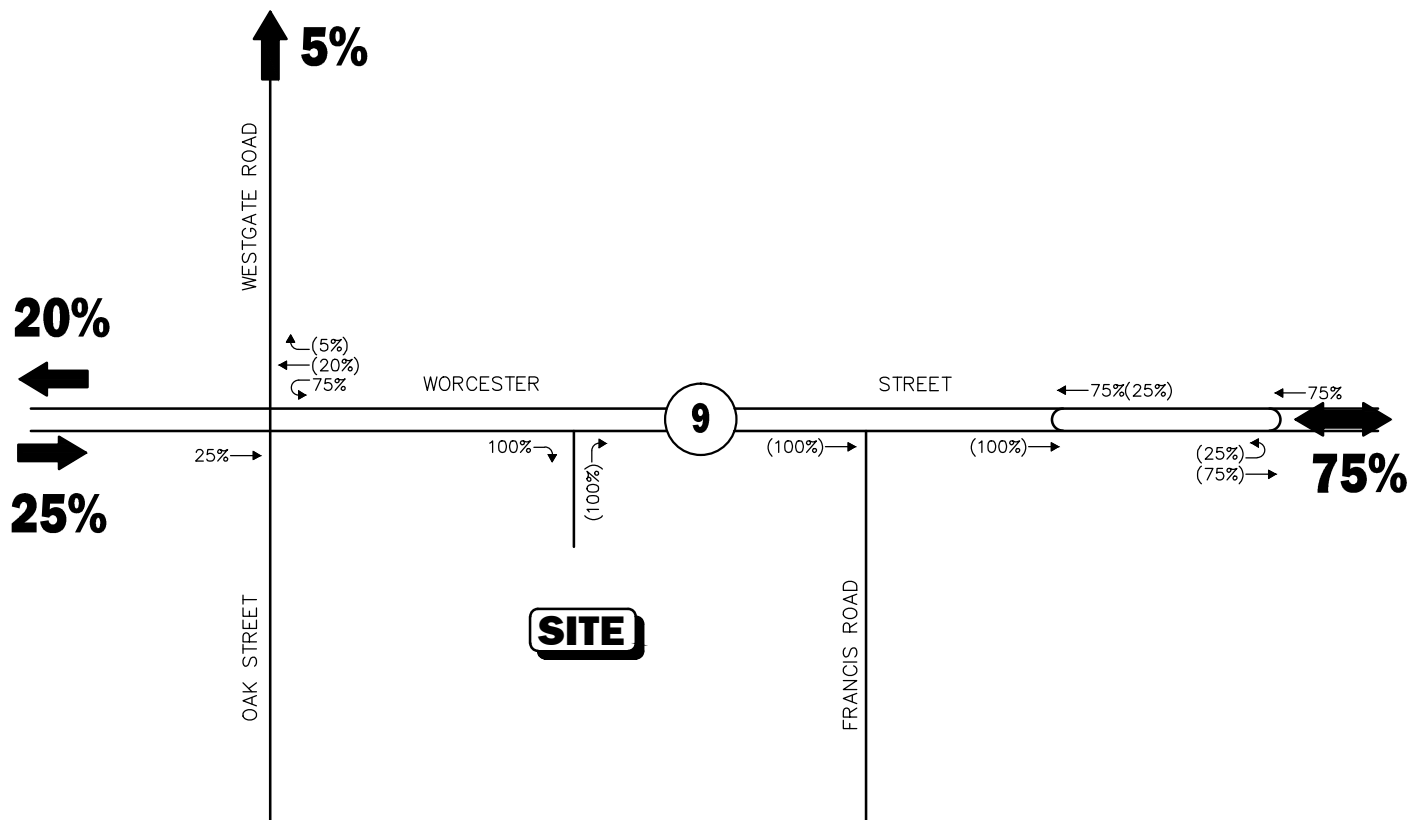 5%
WESTGATE ROAD
20%
(5%)
(20%)
75%
WORCESTER
STREET
9
75%(25%)
75%
25%
100%
(100%)
(100%)
(100%)
(25%)
(75%)
75%
25%
OAK STREET
SITE
FRANCIS ROAD